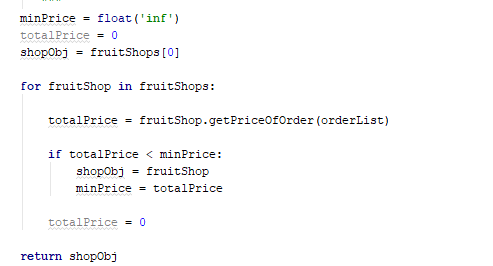 minPrice = float('inf')
totalPrice = 0
shopObj = fruitShops[0]
for fruitShop in fruitShops:
totalPrice = fruitShop.getPriceOfOrder(orderList)
if totalPrice < minPrice:
shopObj = fruitShop
minPrice = totalPrice
totalPrice = 0
return shopObj